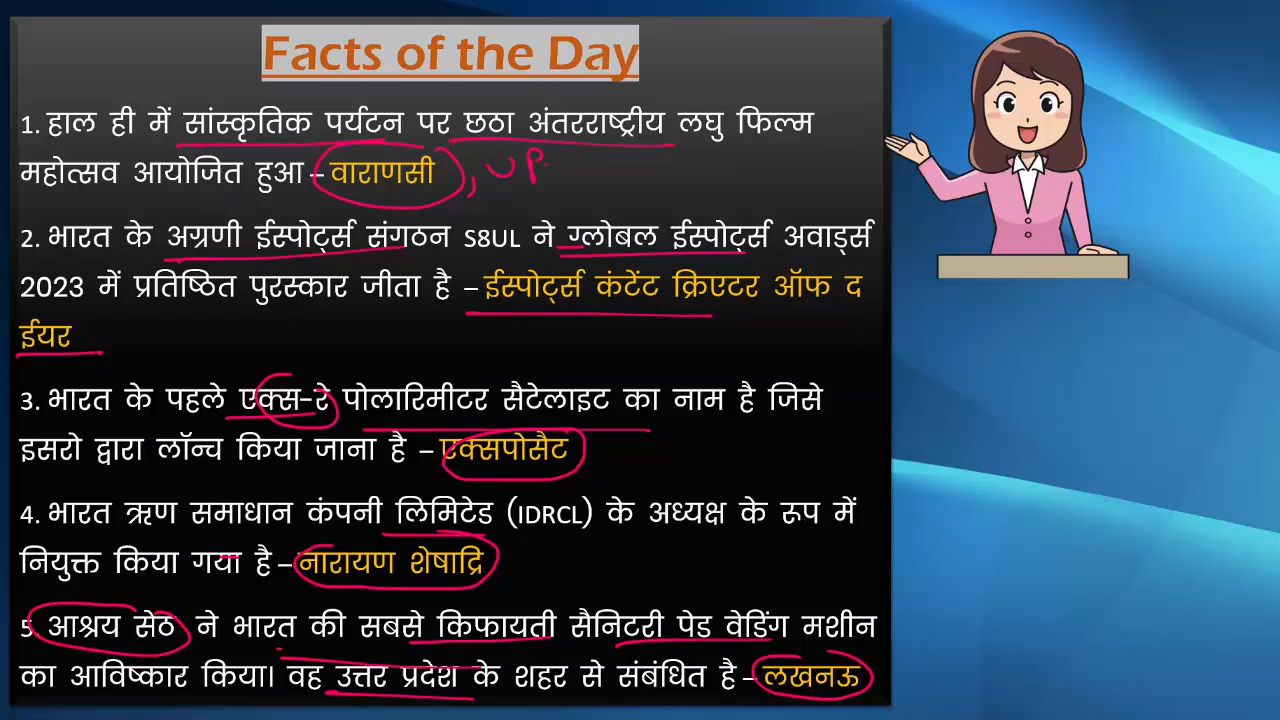 Facts of the Day
1. हाल ही में सांस्कृतिक पर्यटन पर छठा अंतरराष्ट्रीय लघु फिल्म
महोत्सव आयोजित हुआ – वाराणसी, UP.
2. भारत के अग्रणी ईस्पोर्ट्स संगठन S8UL ने ग्लोबल ईस्पोर्ट्स अवार्ड्स
2023 में प्रतिष्ठित पुरस्कार जीता है – ईस्पोर्ट्स कंटेंट क्रिएटर ऑफ द
ईयर
3. भारत के पहले एक्स-रे पोलारिमीटर सैटेलाइट का नाम है जिसे
इसरो द्वारा लॉन्च किया जाना है – एक्सपोसैट
4. भारत ऋण समाधान कंपनी लिमिटेड (IDRCL) के अध्यक्ष के रूप में
नियुक्त किया गया है – नारायण शेषाद्रि
5. आश्रय सेठ ने भारत की सबसे किफायती सैनिटरी पेड वेडिंग मशीन
का आविष्कार किया। वह उत्तर प्रदेश के शहर से संबंधित है – लखनऊ